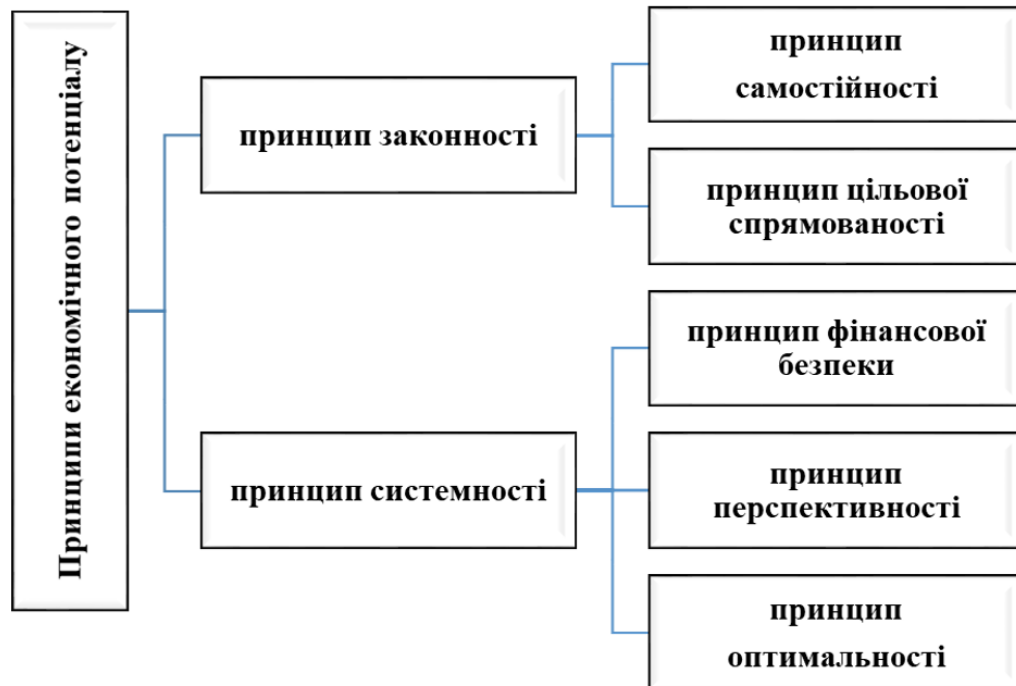 Принципи економічного потенціалу
принцип законності
принцип
самостійності
принцип цільової
спрямованості
принцип системності
принцип фінансової
безпеки
принцип
перспективності
принцип
оптимальності